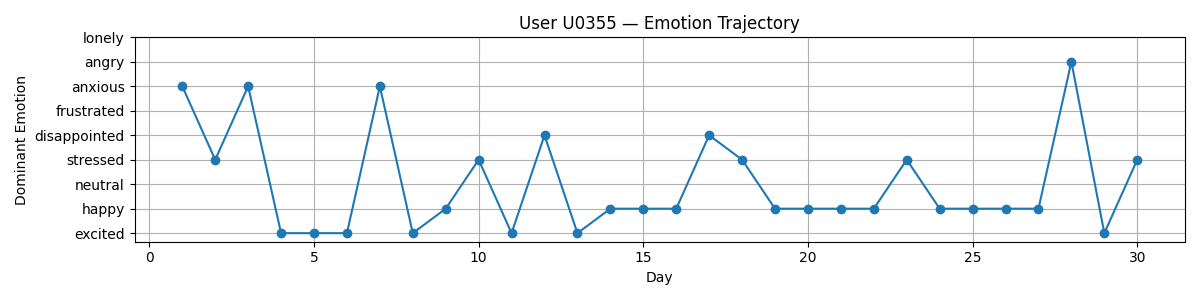 User U0355 — Emotion Trajectory
Dominant Emotion
lonely
angry
anxious
frustrated
disappointed
stressed
neutral
happy
excited
0 5 10 15 20 25 30
Day